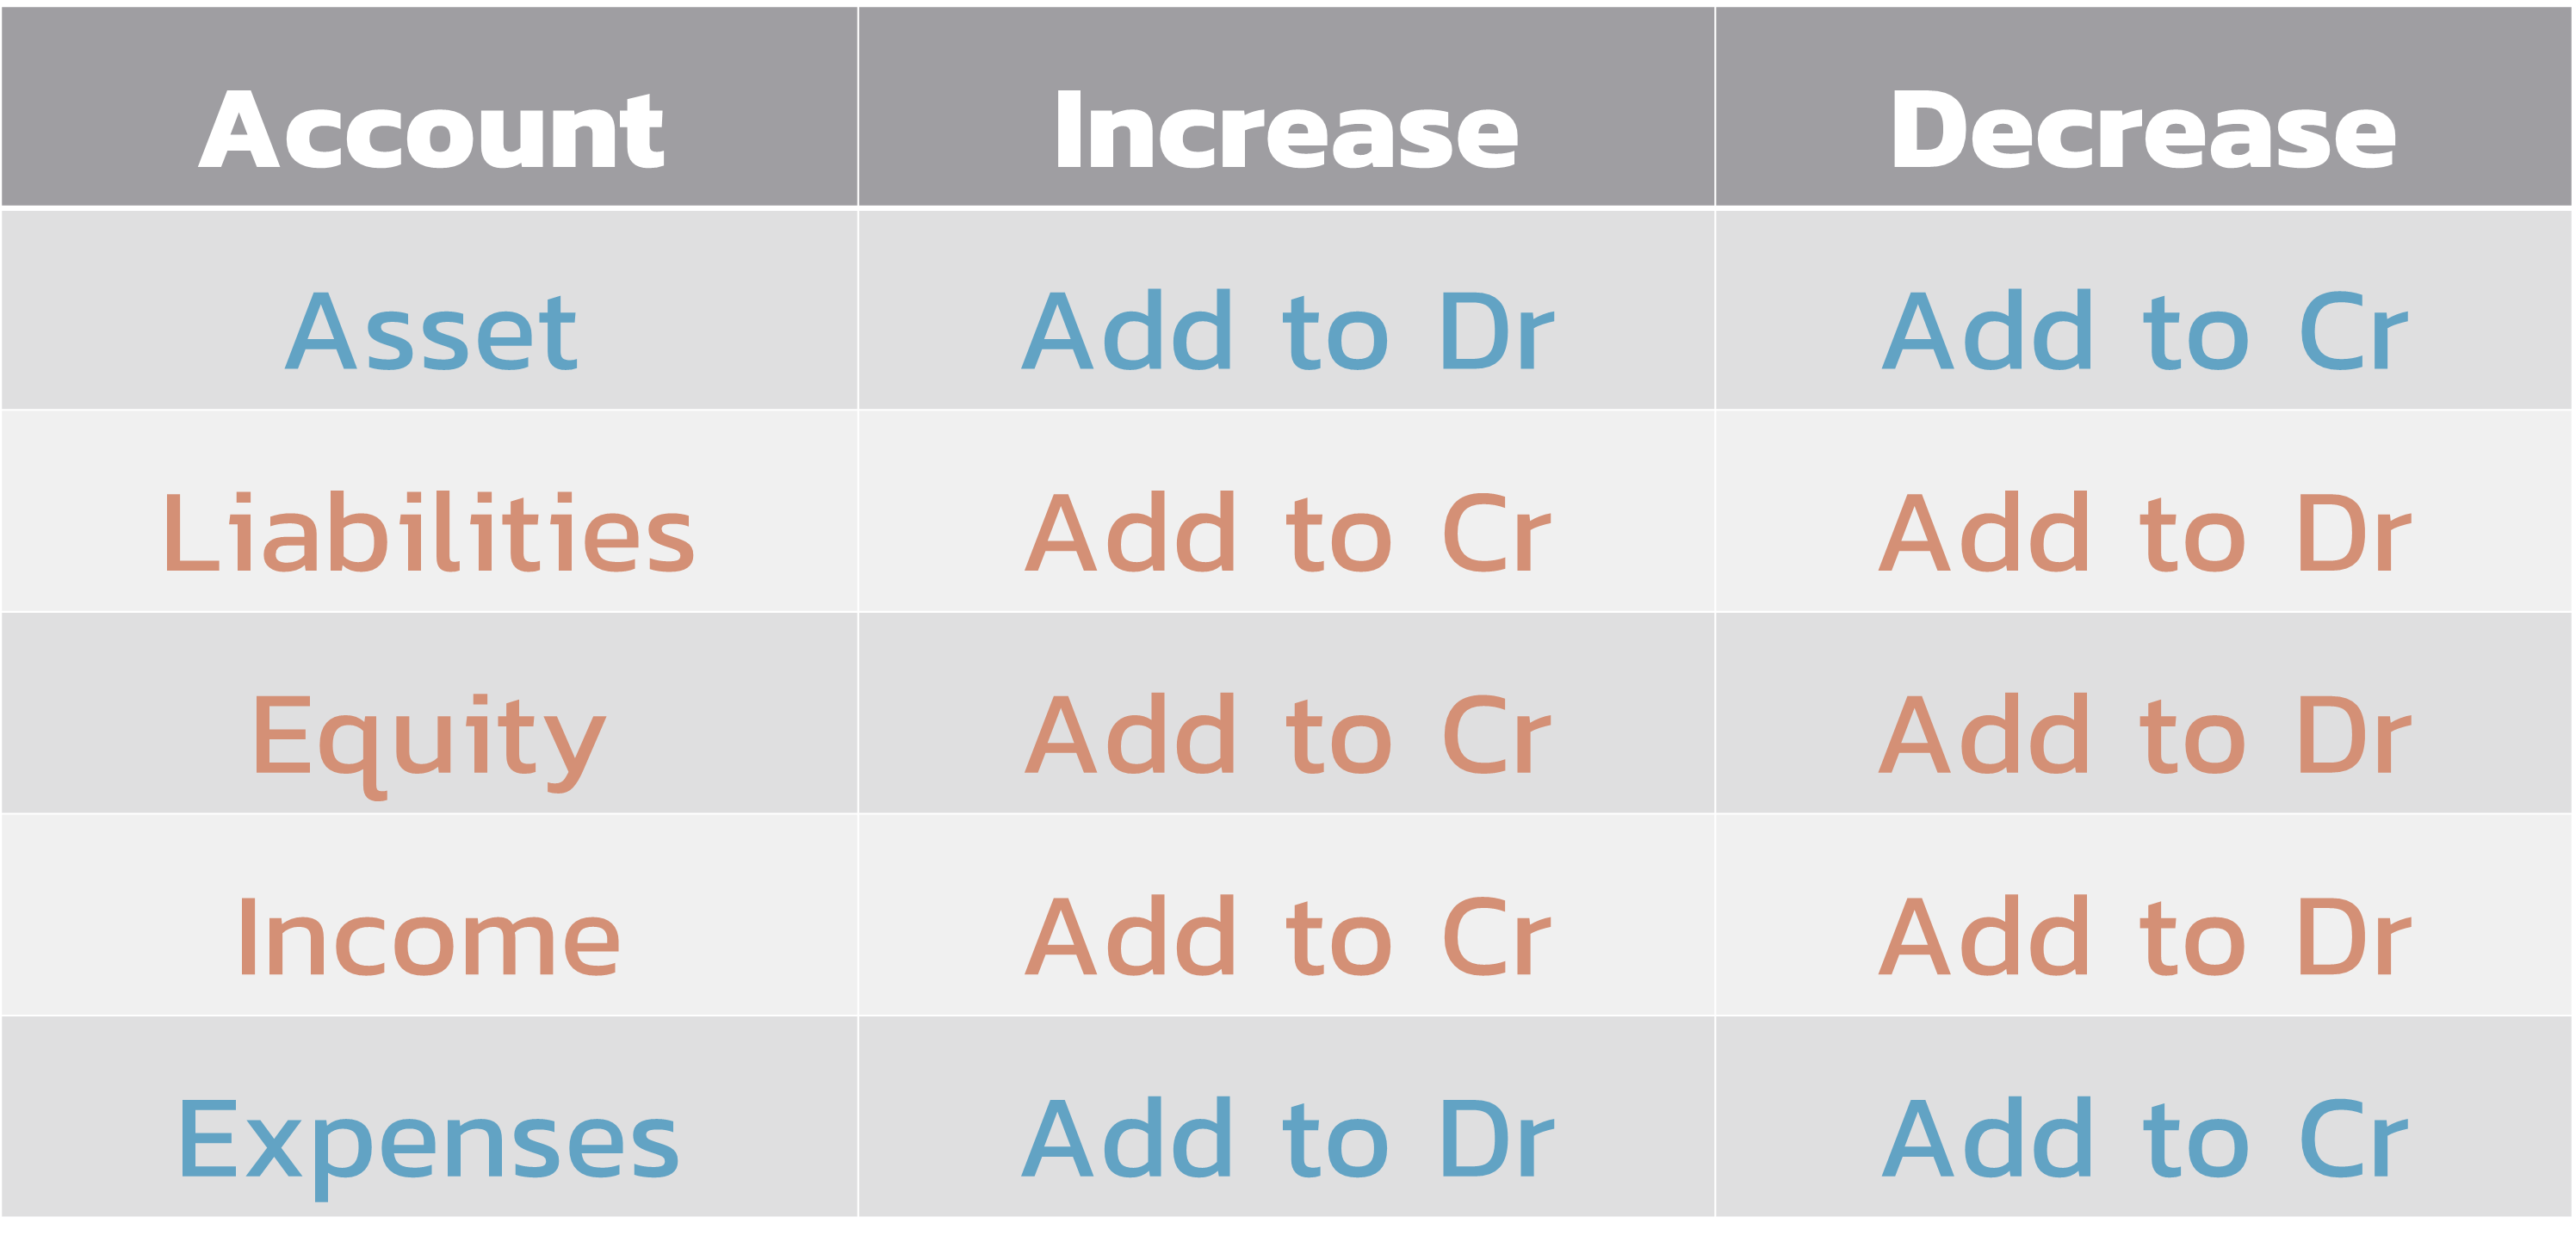 Account Increase Decrease
Asset Add to Dr Add to Cr
Liabilities Add to Cr Add to Dr
Equity Add to Cr Add to Dr
Income Add to Cr Add to Dr
Expenses Add to Dr Add to Cr